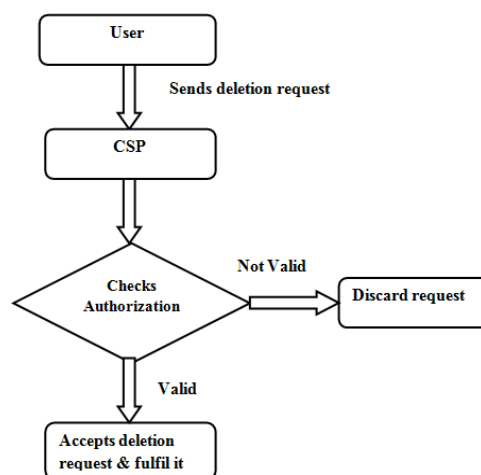 User
Sends deletion request
CSP
Checks
Authorization
Not Valid
Discard request
Valid
Accepts deletion
request & fulfil it